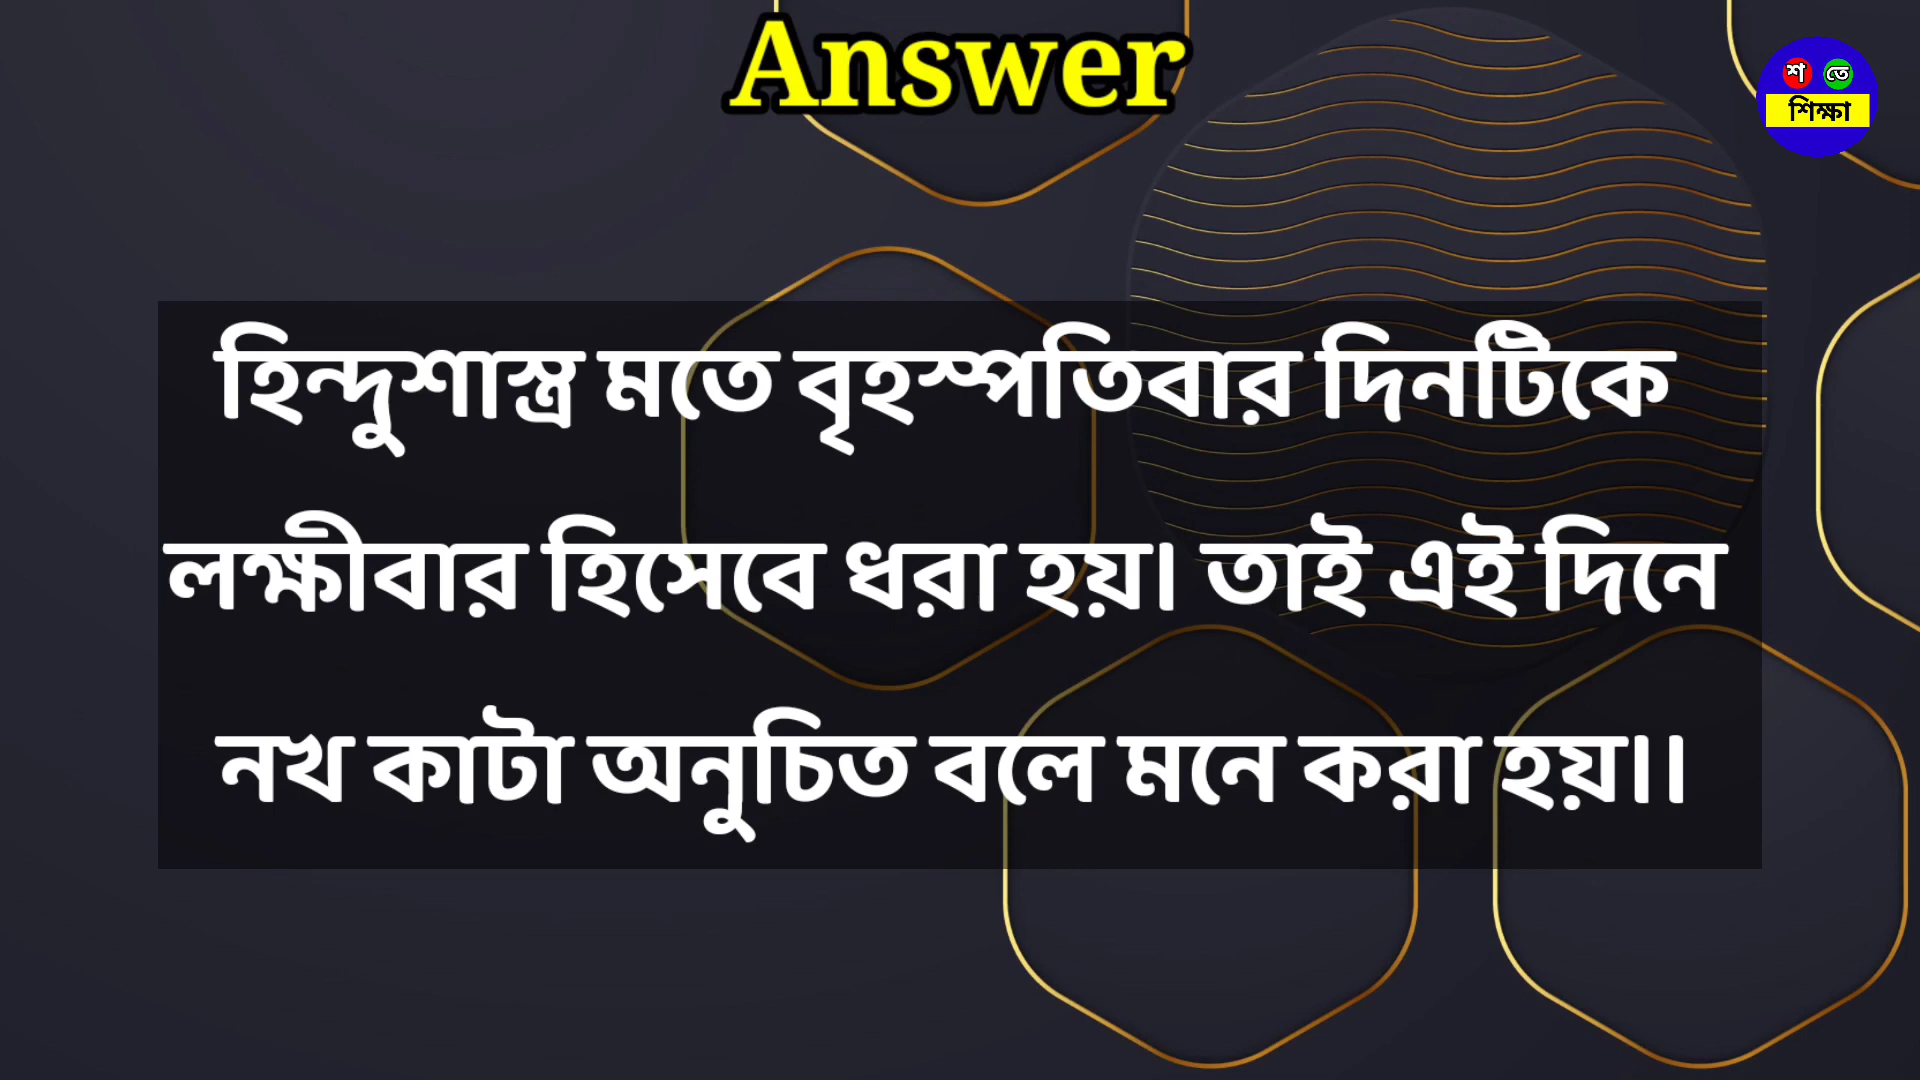 Answer
শ তে
শিক্ষা
হিন্দুশাস্ত্র মতে বৃহস্পতিবার দিনটিকে
লক্ষীবার হিসেবে ধরা হয়। তাই এই দিনে
নখ কাটা অনুচিত বলে মনে করা হয়।।